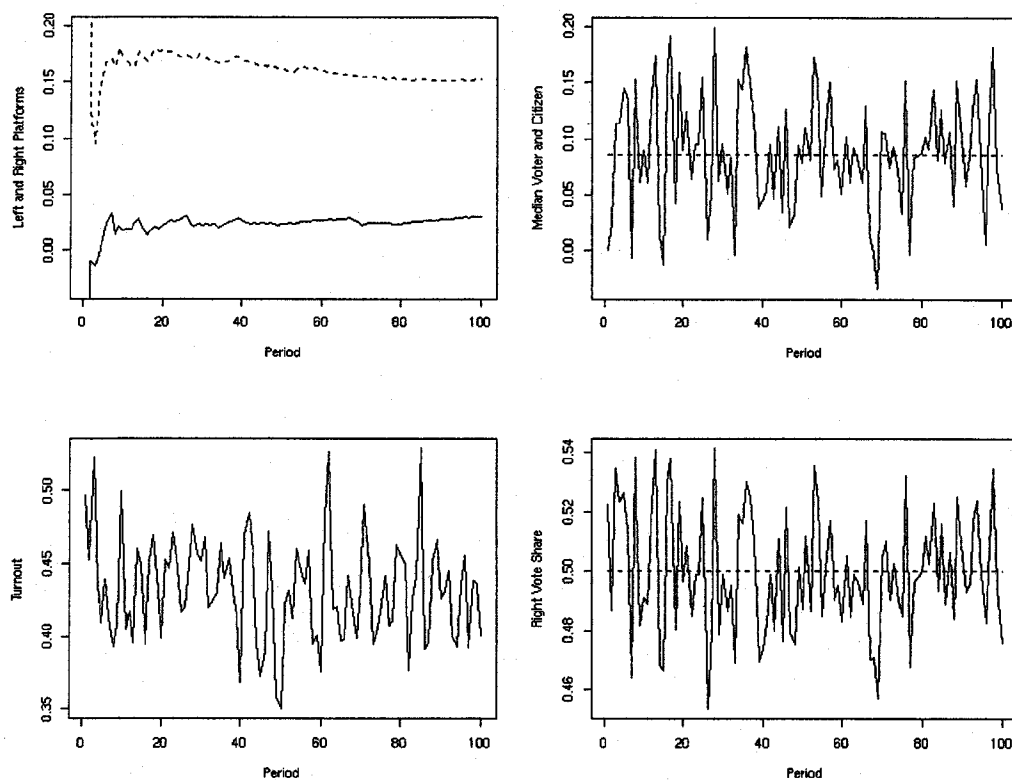 Left and Right Platforms
0.20
0.15
0.10
0.05
0.00
0 20 40 60 80 100
Period
Median Voter and Citizen
0.20
0.15
0.10
0.05
0.00
0 20 40 60 80 100
Period
Turnout
0.50
0.45
0.40
0.35
0 20 40 60 80 100
Period
Right Vote Share
0.54
0.52
0.50
0.48
0.46
0 20 40 60 80 100
Period